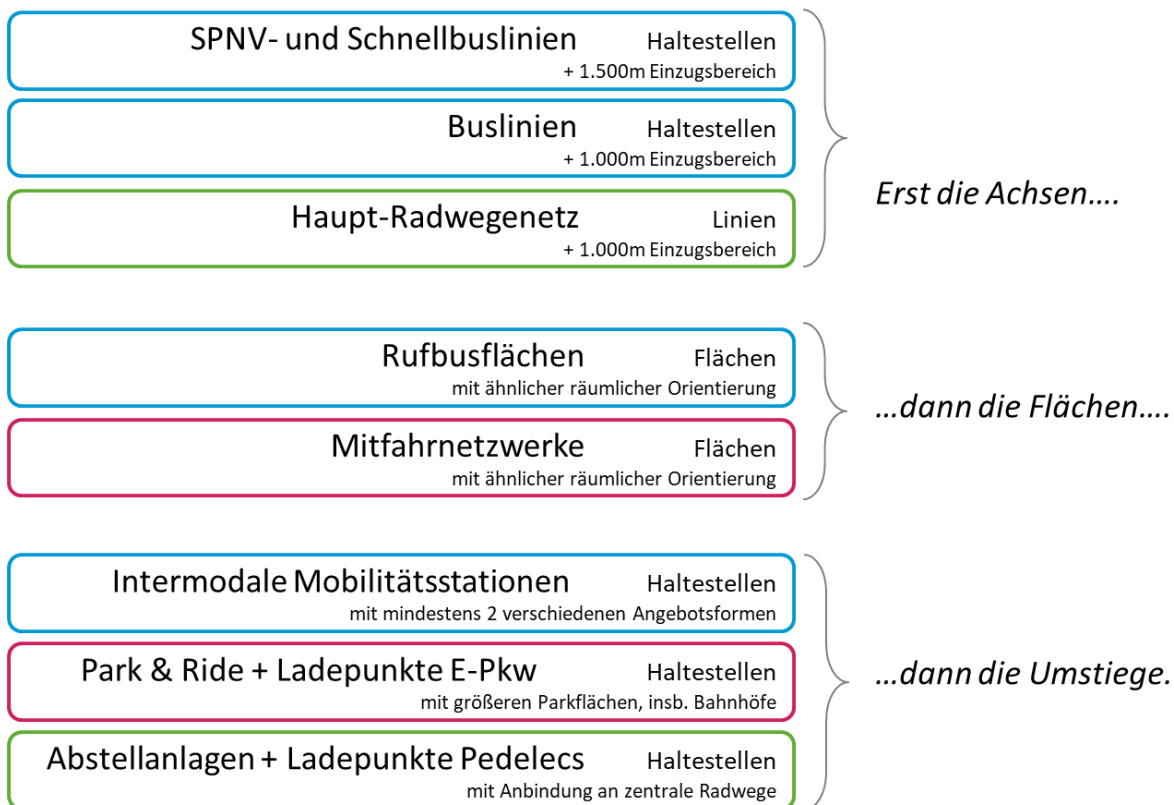 SPNV- und Schnellbuslinien Haltestellen
+ 1.500m Einzugsbereich
Buslinien Haltestellen
+ 1.000m Einzugsbereich
Haupt-Radwegenetz Linien
+ 1.000m Einzugsbereich
Erst die Achsen....
Rufbusflächen Flächen
mit ähnlicher räumlicher Orientierung
Mitfahrnetzwerke Flächen
mit ähnlicher räumlicher Orientierung
...dann die Flächen....
Intermodale Mobilitätsstationen Haltestellen
mit mindestens 2 verschiedenen Angebotsformen
Park & Ride + Ladepunkte E-Pkw Haltestellen
mit größeren Parkflächen, insb. Bahnhöfe
Abstellanlagen + Ladepunkte Pedelecs Haltestellen
mit Anbindung an zentrale Radwege
...dann die Umstiege.